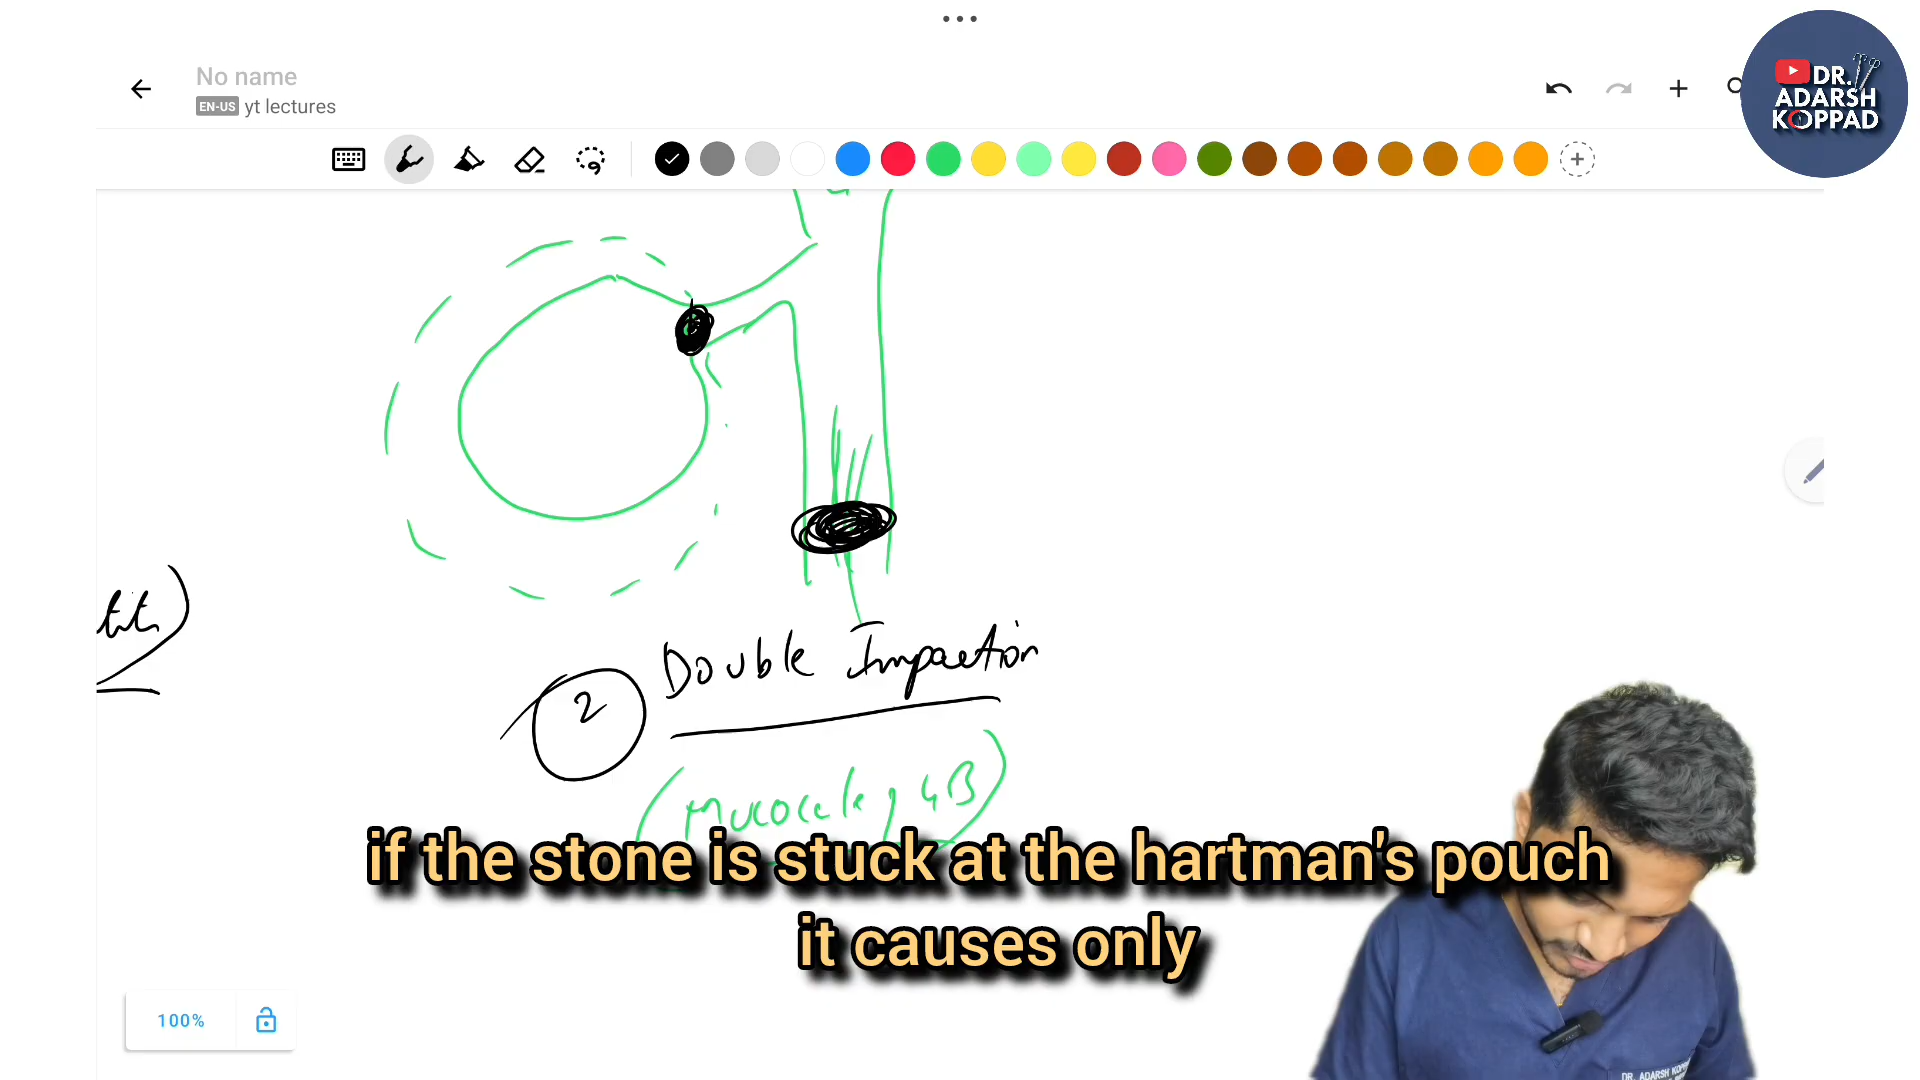 No name
EN-US yt lectures
DR.
ADARSH
KOPPAD
2 Double Impaction
(Mucocele GB)
if the stone is stuck at the hartman's pouch
it causes only
100%